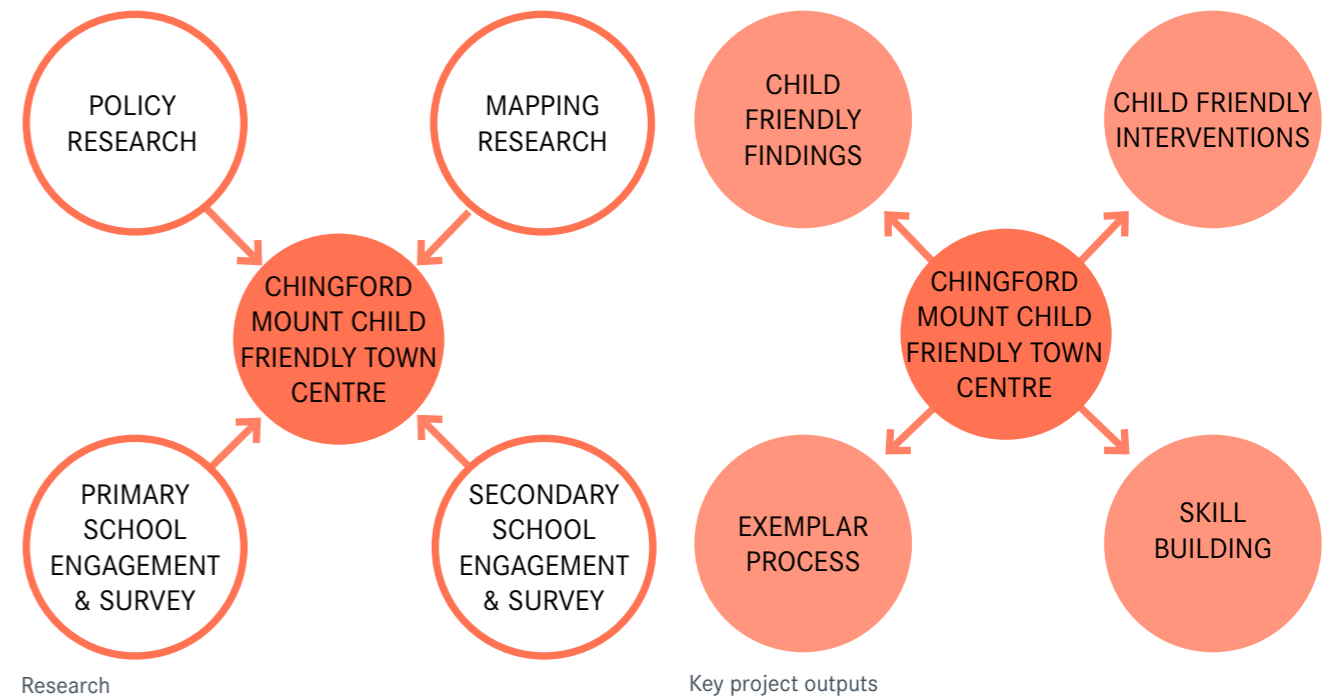 POLICY
RESEARCH
MAPPING
RESEARCH
CHINGFORD
MOUNT CHILD
FRIENDLY TOWN
CENTRE
PRIMARY
SCHOOL
ENGAGEMENT
& SURVEY
SECONDARY
SCHOOL
ENGAGEMENT
& SURVEY
Research
CHILD
FRIENDLY
FINDINGS
CHILD FRIENDLY
INTERVENTIONS
CHINGFORD
MOUNT CHILD
FRIENDLY TOWN
CENTRE
EXEMPLAR
PROCESS
SKILL
BUILDING
Key project outputs